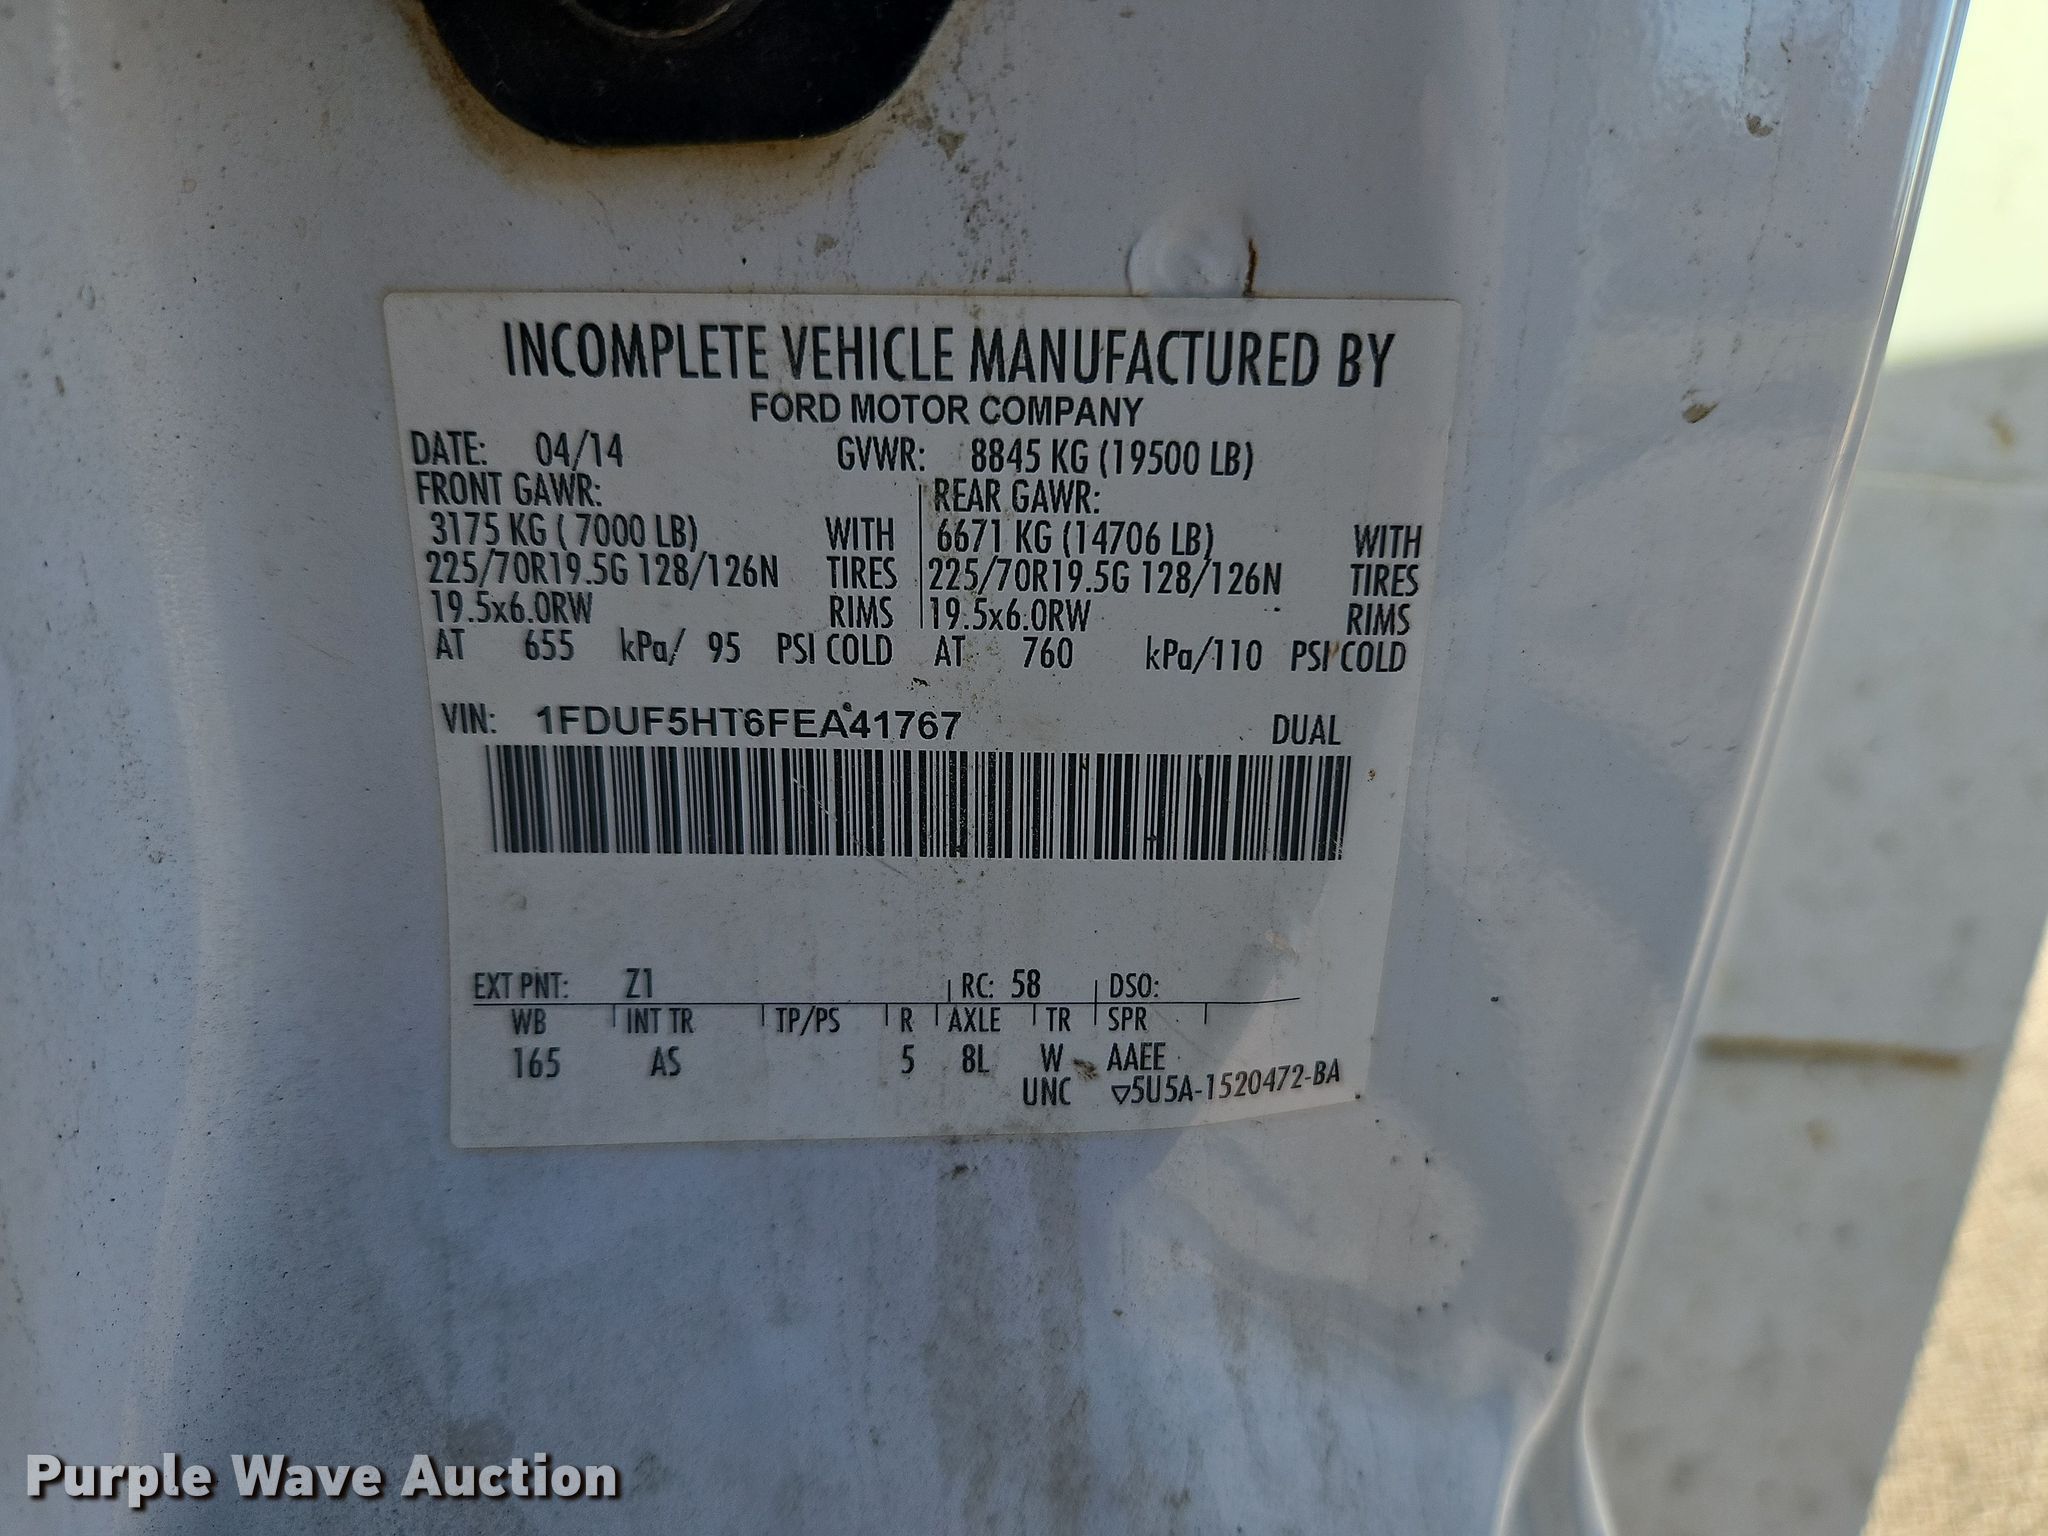 INCOMPLETE VEHICLE MANUFACTURED BY
FORD MOTOR COMPANY
DATE: 04/14 GVWR: 8845 KG (19500 LB)
FRONT GAWR: REAR GAWR:
3175 KG ( 7000 LB) WITH 6671 KG (14706 LB) WITH
225/70R19.5G 128/126N TIRES 225/70R19.5G 128/126N TIRES
19.5x6.0RW RIMS 19.5x6.0RW RIMS
AT 655 kPa/ 95 PSI COLD AT 760 kPa/110 PSI COLD
VIN: 1FDUF5HT6FEA41767 DUAL
EXT PNT: Z1 RC: 58 DSO:
WB INT TR TP/PS R AXLE TR SPR
165 AS 5 8L W AAEE
UNC ▽5U5A-1520472-BA
Purple Wave Auction